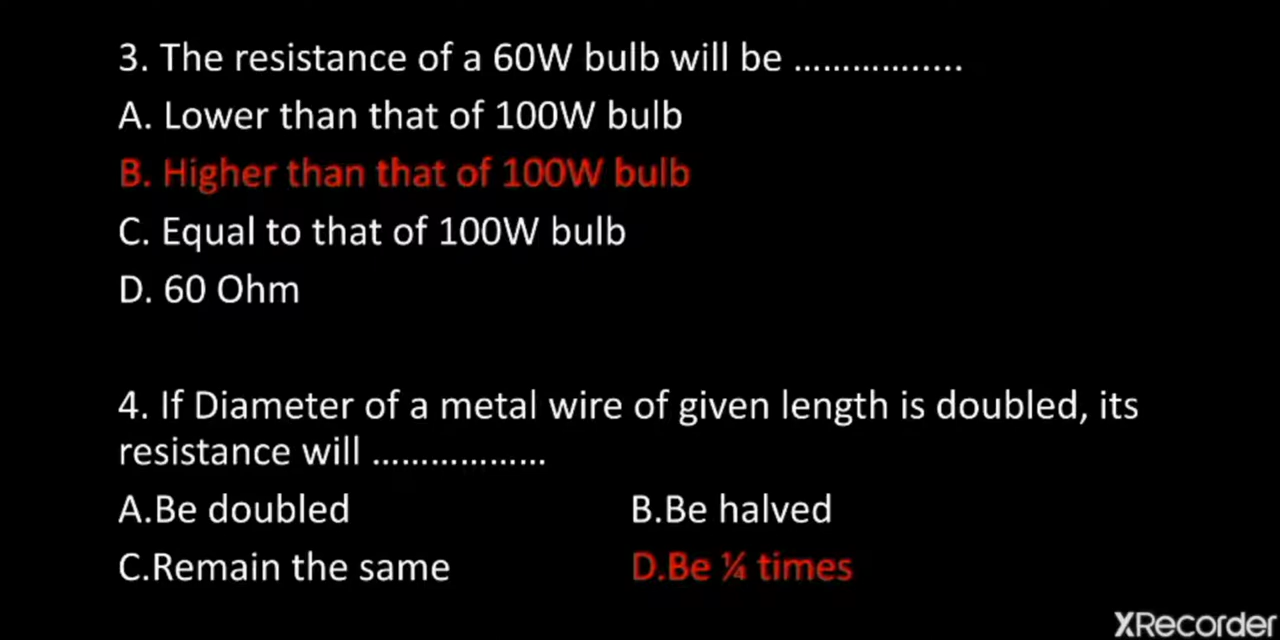 3. The resistance of a 60W bulb will be .................
A. Lower than that of 100W bulb
B. Higher than that of 100W bulb
C. Equal to that of 100W bulb
D. 60 Ohm
4. If Diameter of a metal wire of given length is doubled, its
resistance will ..................
A.Be doubled B.Be halved
C.Remain the same D.Be ¼ times
XRecorder